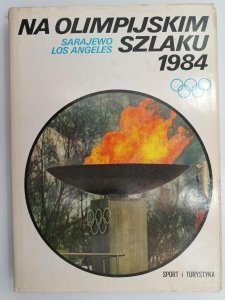 NA OLIMPIJSKIM
SARAJEWO SZLAKU
LOS ANGELES 1984
SPORT I TURYSTYKA